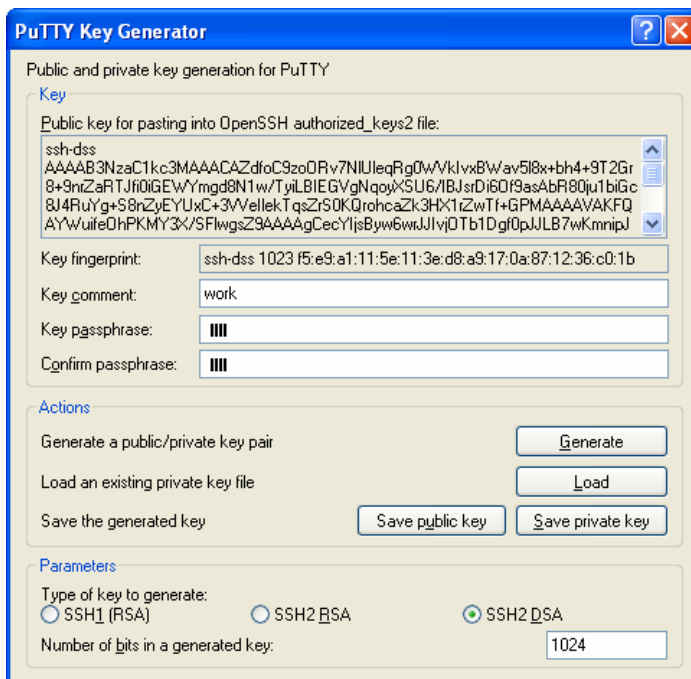 PuTTY Key Generator
Public and private key generation for PuTTY
Key
Public key for pasting into OpenSSH authorized_keys2 file:
ssh-dss
AAAAB3NzaC1kc3MAAACAZdfoC9zoORv7NlUleqRg0WVkIvxBWav5I8x+bh4+9T2Gr
8+9nrZaRTJfi0iGEWYmgd8N1w/TyiLBIEGVgNqoyXSU6/IBJsrDi6Of9asAbR80ju1biGc
8J4RuYg+S8nZyEYUxC+3VVeIlekTqsZrS0KQrohcaZk3HX1rZwTf+GPMAAAAVAKFQ
AYWuifeOhPKMY3X/SFIwgsZ9AAAAgCecYljsByw6wrJJlvjOTb1Dgf0pJJLB7wKmnipJ
Key fingerprint: ssh-dss 1023 f5:e9:a1:11:5e:11:3e:d8:a9:17:0a:87:12:36:c0:1b
Key comment: work
Key passphrase:
Confirm passphrase:
Actions
Generate a public/private key pair Generate
Load an existing private key file Load
Save the generated key Save public key Save private key
Parameters
Type of key to generate:
SSH1 (RSA) SSH2 RSA SSH2 DSA
Number of bits in a generated key: 1024